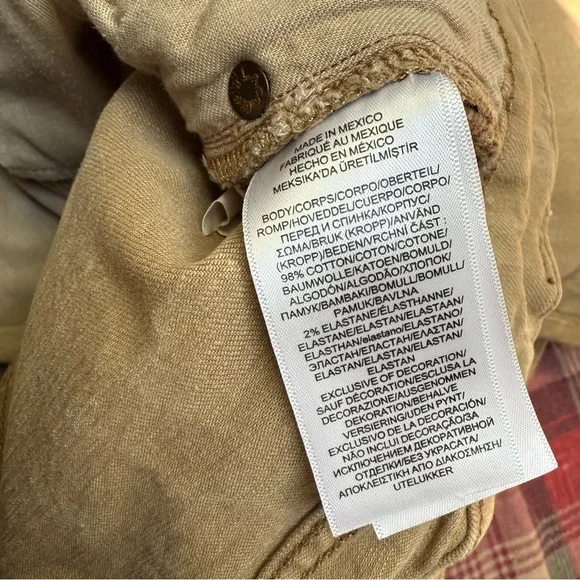 MADE IN MEXICO
FABRIQUÉ AU MEXIQUE
HECHO EN MÉXICO
MEKSIKA'DA ÜRETİLMİŞTİR
BODY/CORPS/CORPO/OBERTEIL/
ROMP/HOVEDDEL/CUERPO/CORPO/
ПЕРЕД И СПИНКА/KOPPUC/
ΣΩΜΑ/BRUK (KROPP)/ANVÄND
(KROPP)/BEDEN/VRCHNÍ ČÁST :
98% COTTON/COTON/COTONE/
BAUMWOLLE/KATOEN/BOMULD/
ALGODÓN/ALGODÃO/ХЛОПОК/
ПАМУК/BAMBAKI/BOMULL/BOMULL/
PAMUK/BAVLNA
2% ELASTANE/ÉLASTHANNE/
ELASTANE/ELASTAN/ELASTAAN/
ELASTHAN/elastano/ELASTANO/
ЭЛАСТАН/ΕΛΑΣΤΑΝ/ЕЛАСТАН/
ELASTAN/ELASTAN/ELASTAN/
ELASTAN
EXCLUSIVE OF DECORATION/
SAUF DÉCORATION/ESCLUSA LA
DECORAZIONE/AUSGENOMMEN
DEKORATION/BEHALVE
VERSIERING/UDEN PYNT/
EXCLUSIVO DE LA DECORACIÓN/
NÃO INCLUI DECORAÇÃO/ЗА
ИСКЛЮЧЕНИЕМ ДЕКОРАТИВНОЙ
ОТДЕЛКИ/БЕЗ УКРАСАТА/
ΑΠΟΚΛΕΙΣΤΙΚΗ ΑΠΟ ΔΙΑΚΟΣΜΗΣΗ/
UTELUKKER